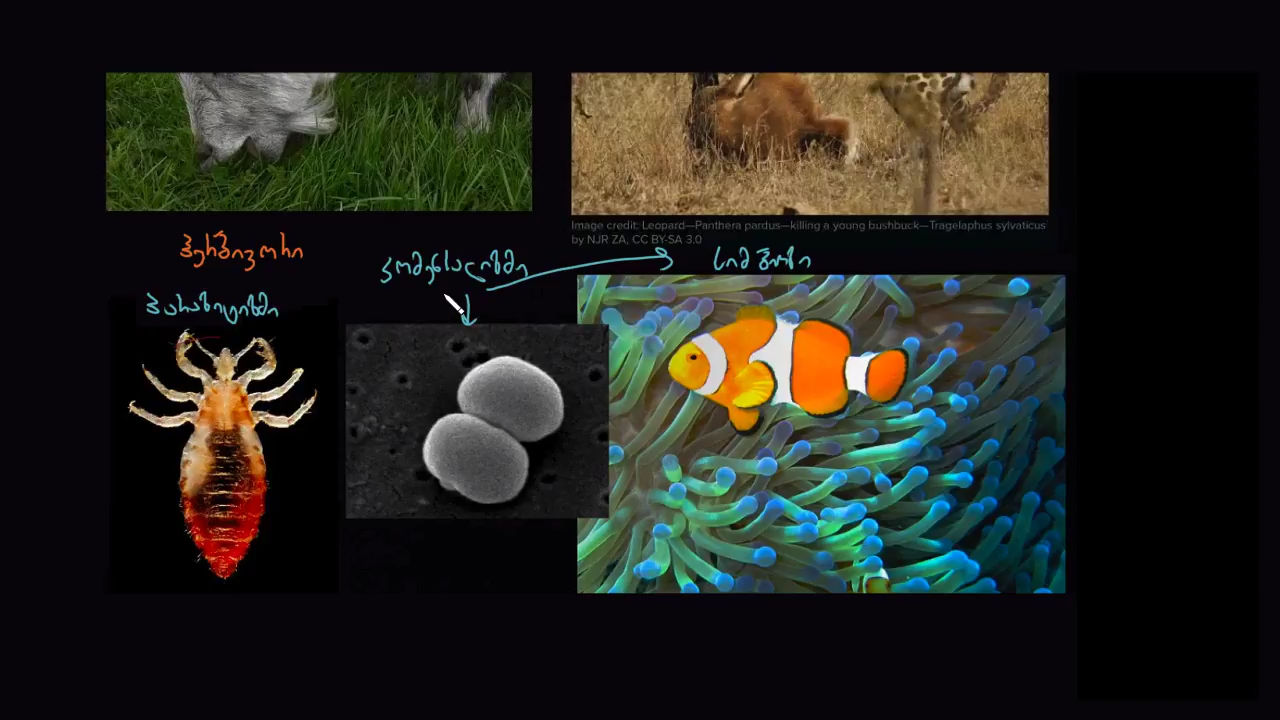 Image credit: Leopard—Panthera pardus—killing a young bushbuck—Tragelaphus sylvaticus
by NJR ZA, CC BY-SA 3.0
ჰერბივორი
კომენსალიზმი
სიმბიოზი
პარაზიტიზმი